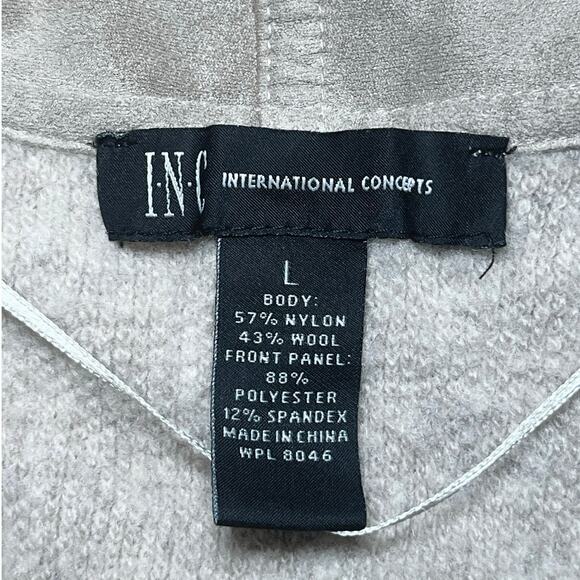 I·N·C INTERNATIONAL CONCEPTS
L
BODY:
57% NYLON
43% WOOL
FRONT PANEL:
88%
POLYESTER
12% SPANDEX
MADE IN CHINA
WPL 8046